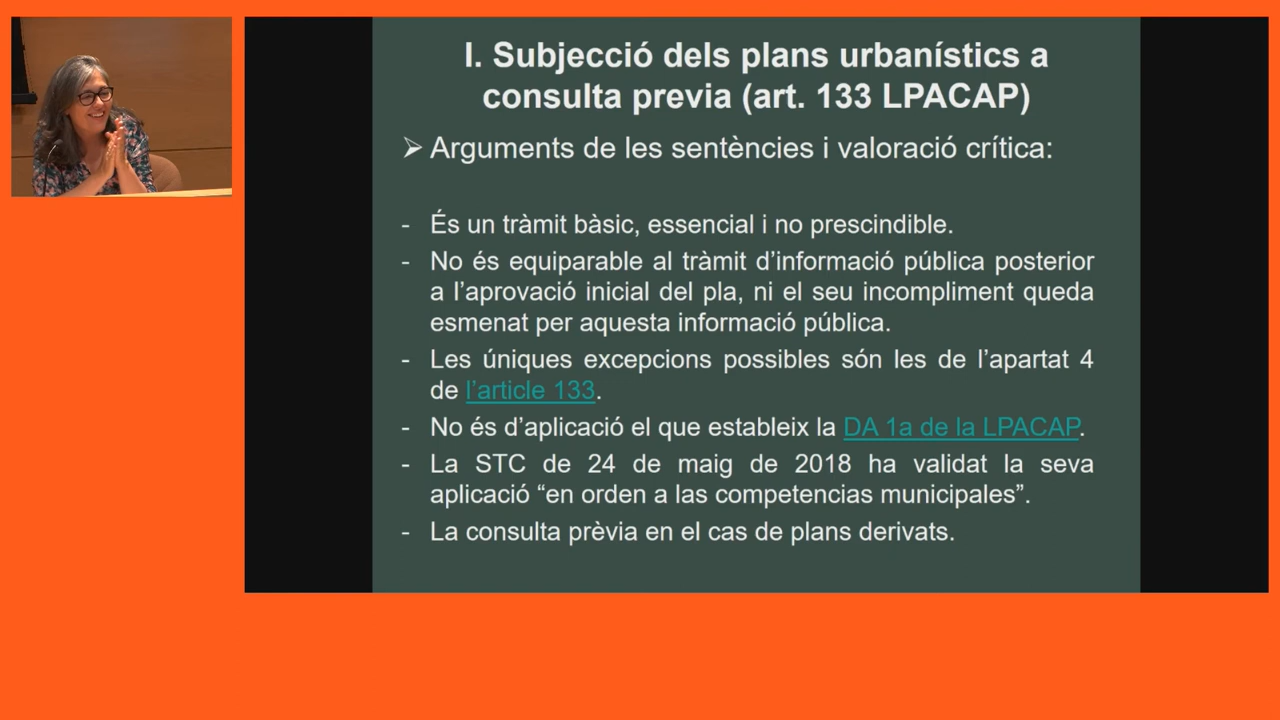 I. Subjecció dels plans urbanístics a
consulta previa (art. 133 LPACAP)
➢ Arguments de les sentències i valoració crítica:
- És un tràmit bàsic, essencial i no prescindible.
- No és equiparable al tràmit d’informació pública posterior
a l’aprovació inicial del pla, ni el seu incompliment queda
esmenat per aquesta informació pública.
- Les úniques excepcions possibles són les de l’apartat 4
de l’article 133.
- No és d’aplicació el que estableix la DA 1a de la LPACAP.
- La STC de 24 de maig de 2018 ha validat la seva
aplicació “en orden a las competencias municipales”.
- La consulta prèvia en el cas de plans derivats.